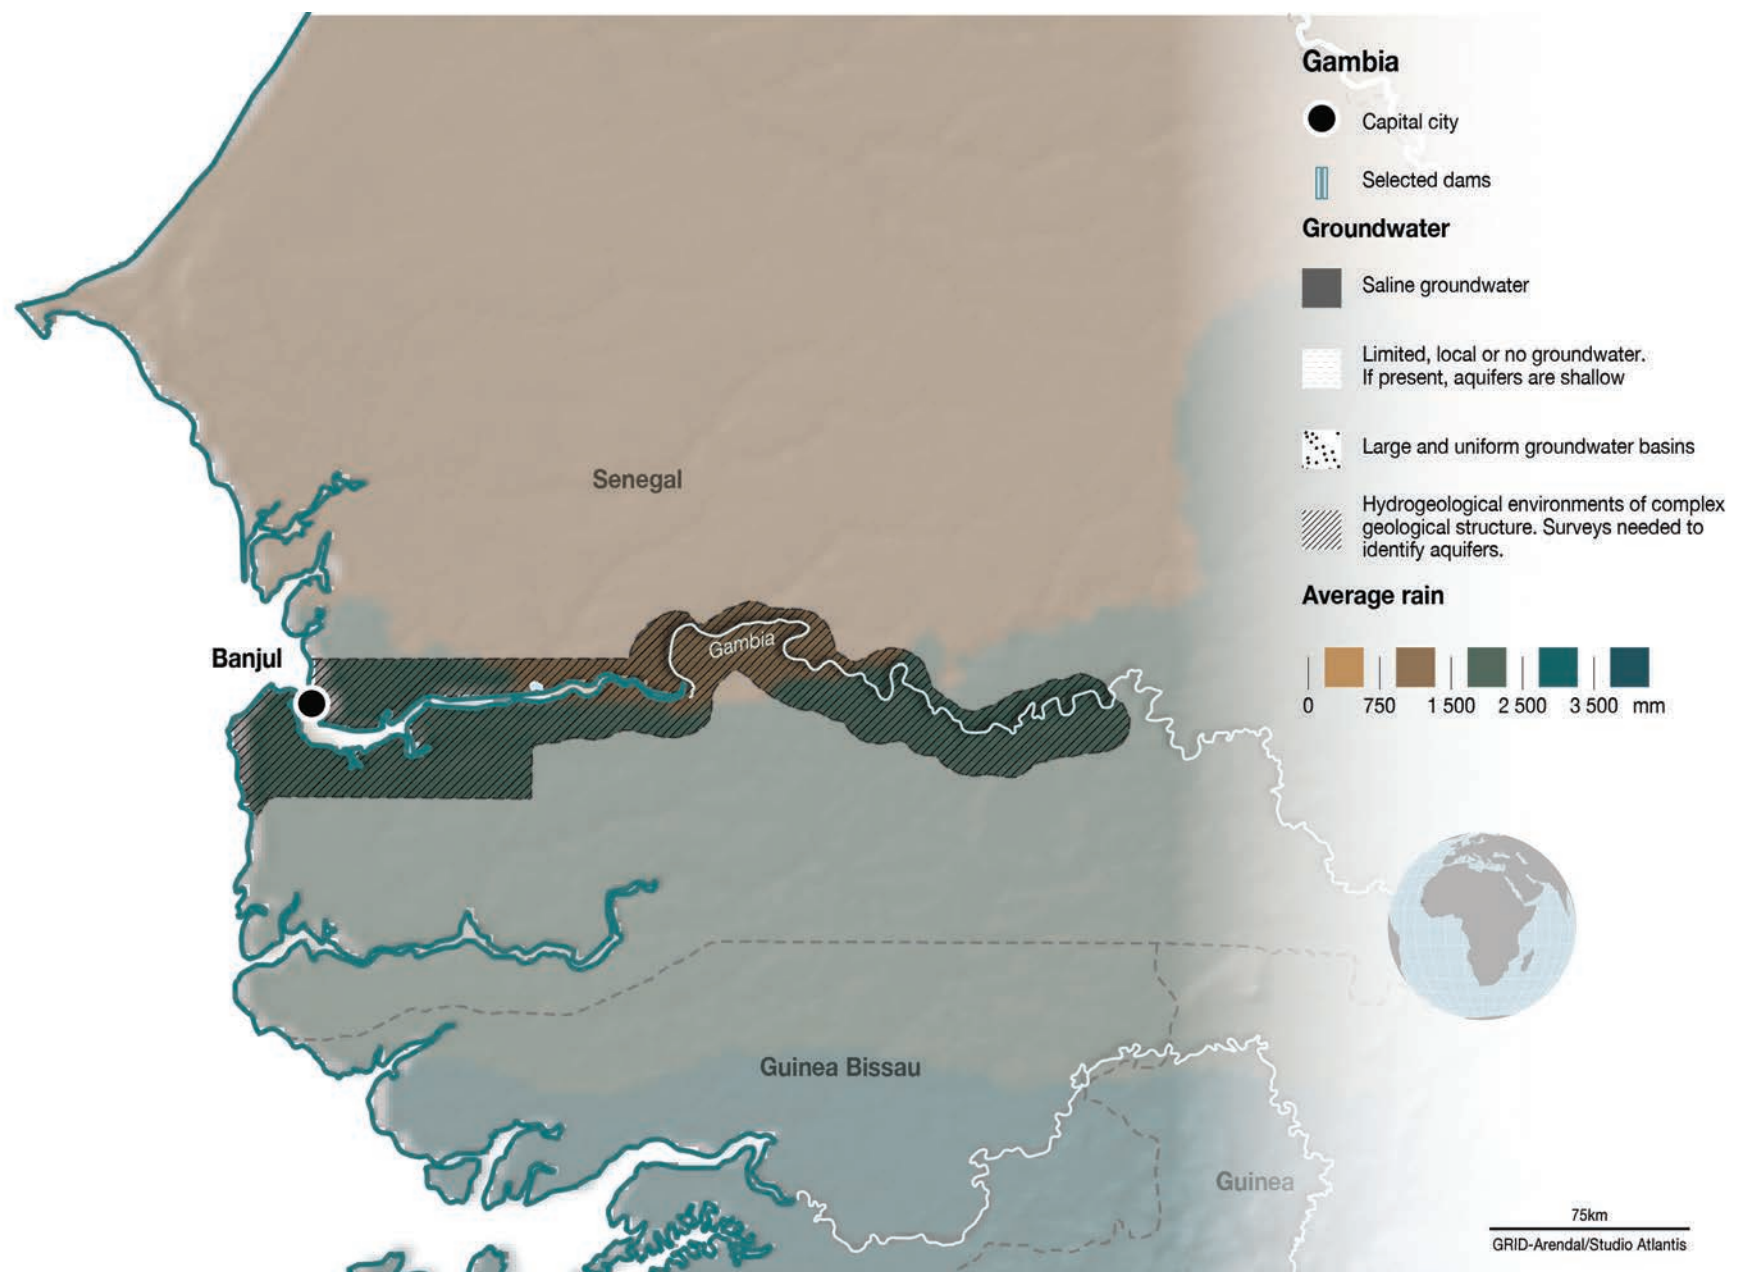 Gambia
Capital city
Selected dams
Groundwater
Saline groundwater
Limited, local or no groundwater.
If present, aquifers are shallow
Large and uniform groundwater basins
Hydrogeological environments of complex
geological structure. Surveys needed to
identify aquifers.
Average rain
0 750 1 500 2 500 3 500 mm
Senegal
Banjul
Gambia
Guinea Bissau
Guinea
75km
GRID-Arendal/Studio Atlantis